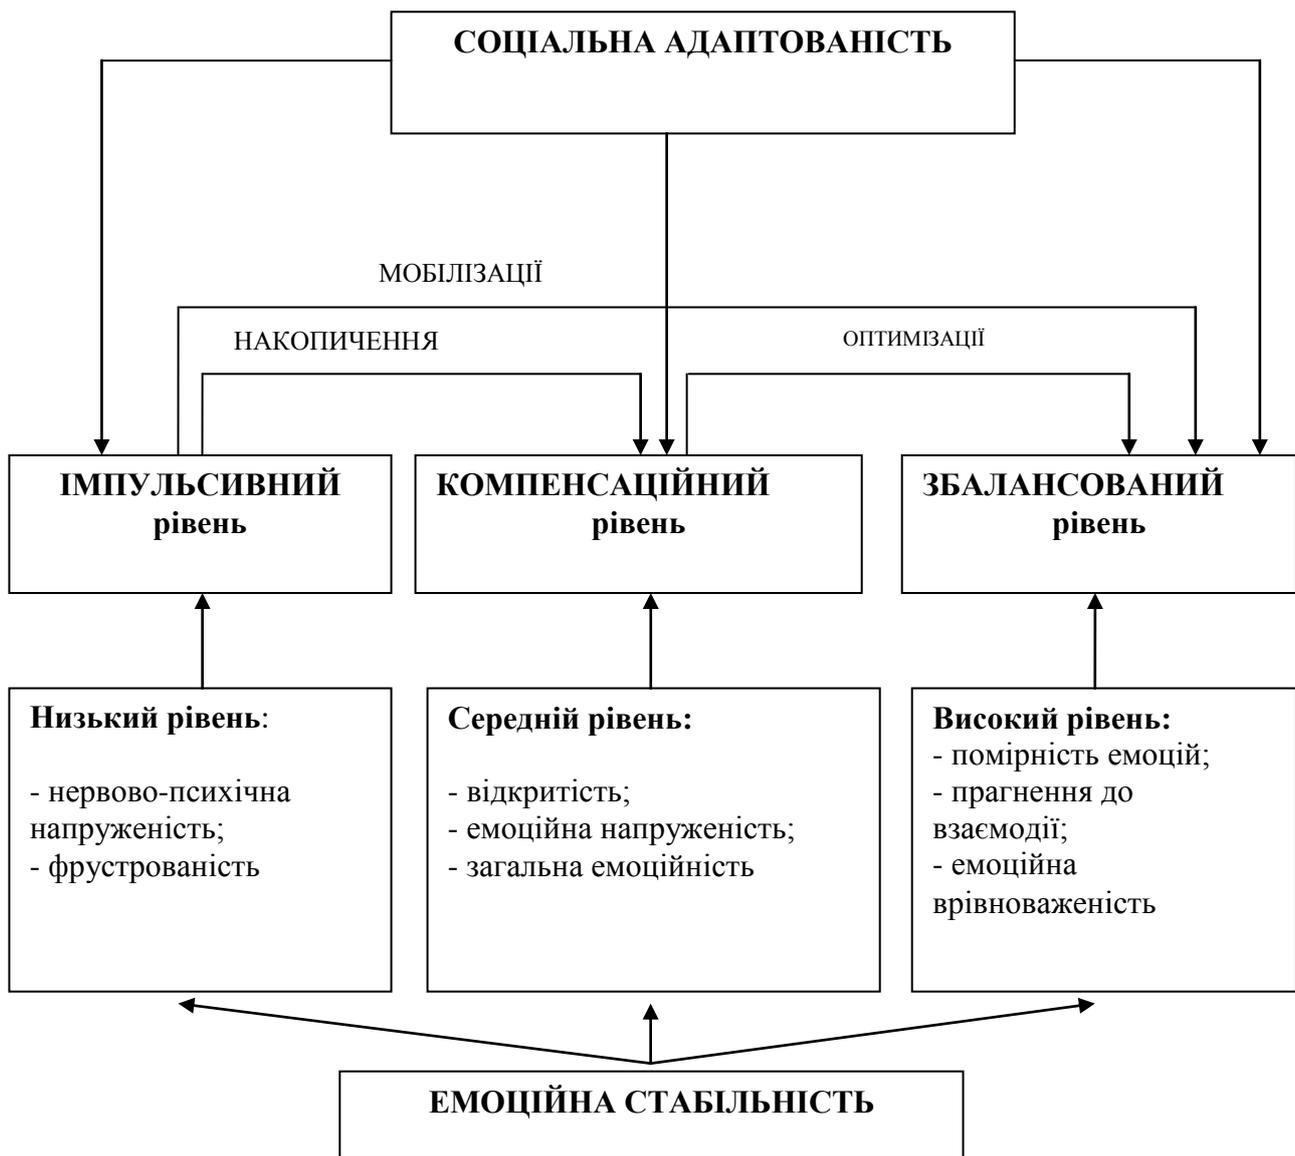 СОЦІАЛЬНА АДАПТОВАНІСТЬ
МОБІЛІЗАЦІЇ
НАКОПИЧЕННЯ
ОПТИМІЗАЦІЇ
ІМПУЛЬСИВНИЙ
рівень
КОМПЕНСАЦІЙНИЙ
рівень
ЗБАЛАНСОВАНИЙ
рівень
Низький рівень:
- нервово-психічна
напруженість;
- фрустрованість
Середній рівень:
- відкритість;
- емоційна напруженість;
- загальна емоційність
Високий рівень:
- помірність емоцій;
- прагнення до
взаємодії;
- емоційна
врівноваженість
ЕМОЦІЙНА СТАБІЛЬНІСТЬ